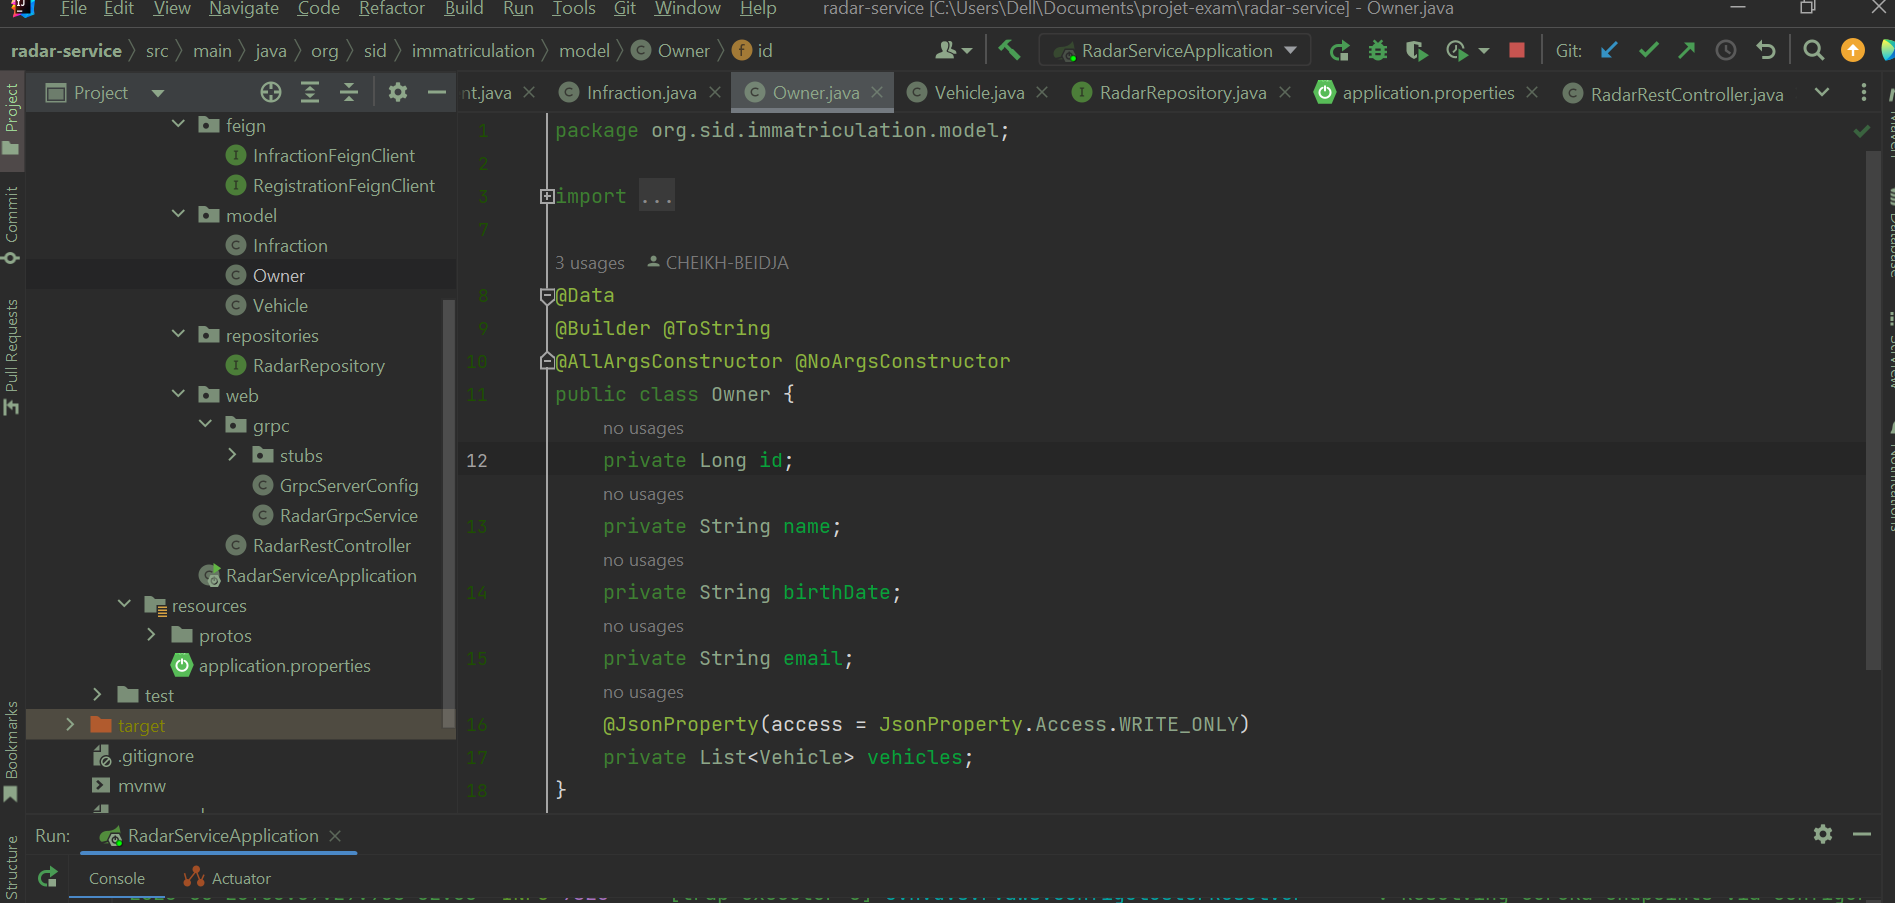 File Edit View Navigate Code Refactor Build Run Tools Git Window Help radar-service [C:\Users\Dell\Documents\projet-exam\radar-service] - Owner.java
radar-service src main java org sid immatriculation model Owner id RadarServiceApplication Git:
Project nt.java Infraction.java Owner.java Vehicle.java RadarRepository.java application.properties RadarRestController.java
Project
Commit
Pull Requests
Bookmarks
Structure
feign
InfractionFeignClient
RegistrationFeignClient
model
Infraction
Owner
Vehicle
repositories
RadarRepository
web
grpc
stubs
GrpcServerConfig
RadarGrpcService
RadarRestController
RadarServiceApplication
resources
protos
application.properties
test
target
.gitignore
mvnw
1 package org.sid.immatriculation.model;
2
3 import ...
7
3 usages CHEIKH-BEIDJA
8 @Data
9 @Builder @ToString
10 @AllArgsConstructor @NoArgsConstructor
11 public class Owner {
no usages
12 private Long id;
no usages
13 private String name;
no usages
14 private String birthDate;
no usages
15 private String email;
no usages
16 @JsonProperty(access = JsonProperty.Access.WRITE_ONLY)
17 private List<Vehicle> vehicles;
18 }
Run: RadarServiceApplication
Console Actuator